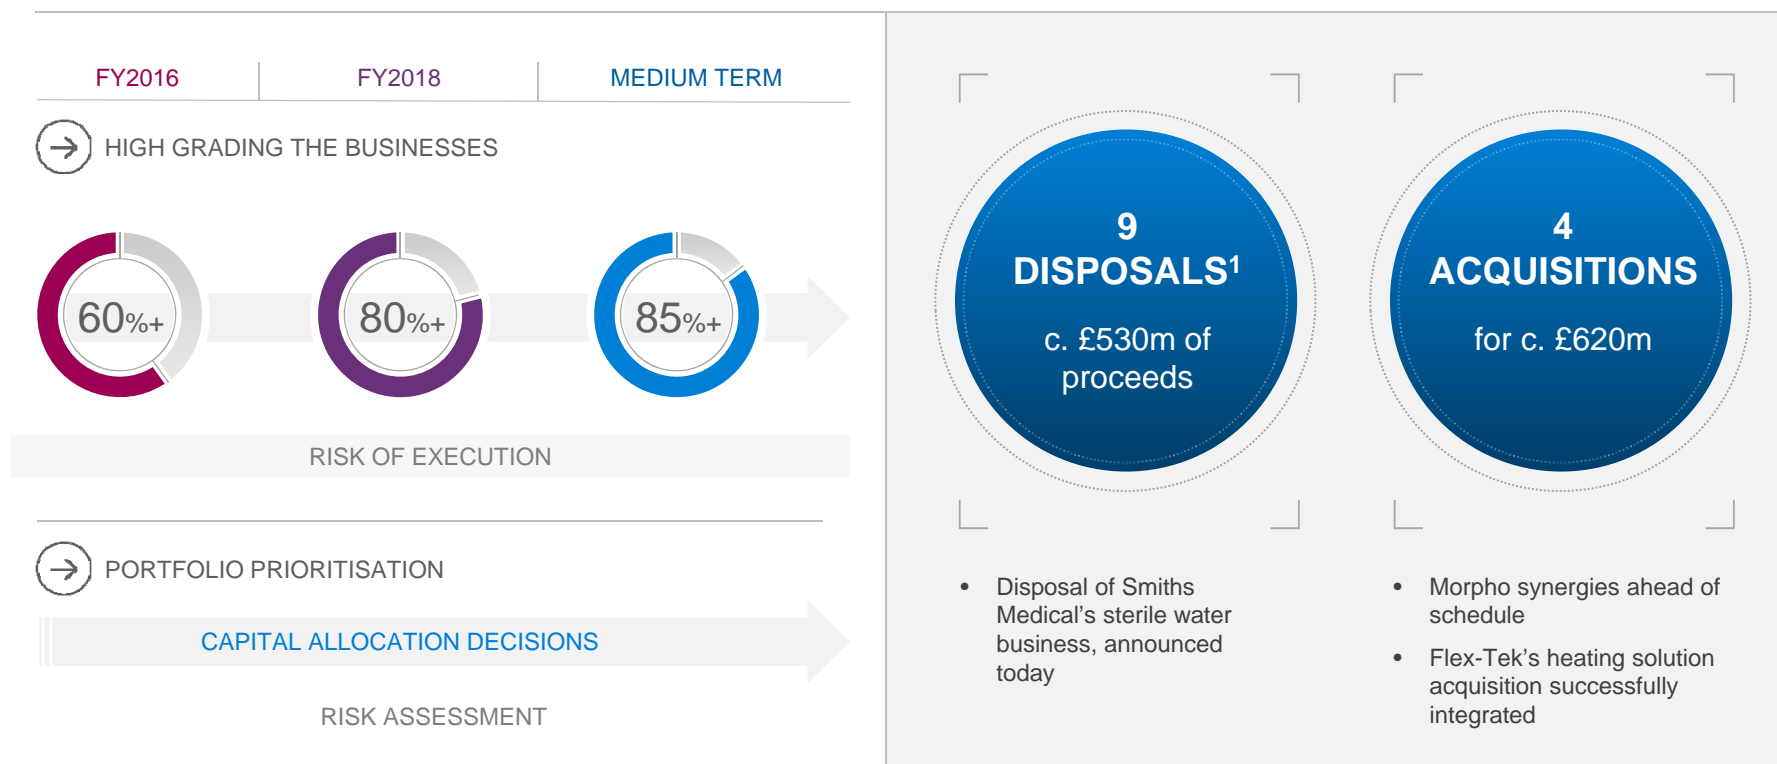 FY2016
FY2018
MEDIUM TERM
HIGH GRADING THE BUSINESSES
60%+
80%+
85%+
RISK OF EXECUTION
PORTFOLIO PRIORITISATION
CAPITAL ALLOCATION DECISIONS
RISK ASSESSMENT
9
DISPOSALS¹
c. £530m of
proceeds
• Disposal of Smiths
Medical's sterile water
business, announced
today
4
ACQUISITIONS
for c. £620m
• Morpho synergies ahead of
schedule
• Flex-Tek's heating solution
acquisition successfully
integrated